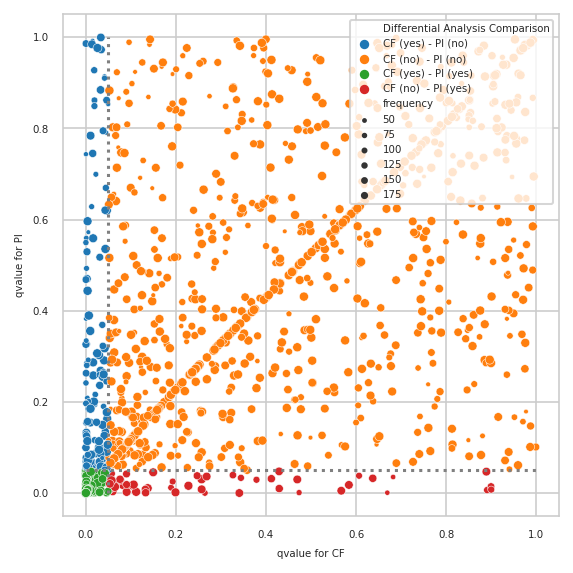 Differential Analysis Comparison
CF (yes) - PI (no)
CF (no)  - PI (no)
CF (yes) - PI (yes)
CF (no)  - PI (yes)
frequency
50
75
100
125
150
175
1.0
0.8
0.6
0.4
0.2
0.0
qvalue for PI
0.0 0.2 0.4 0.6 0.8 1.0
qvalue for CF